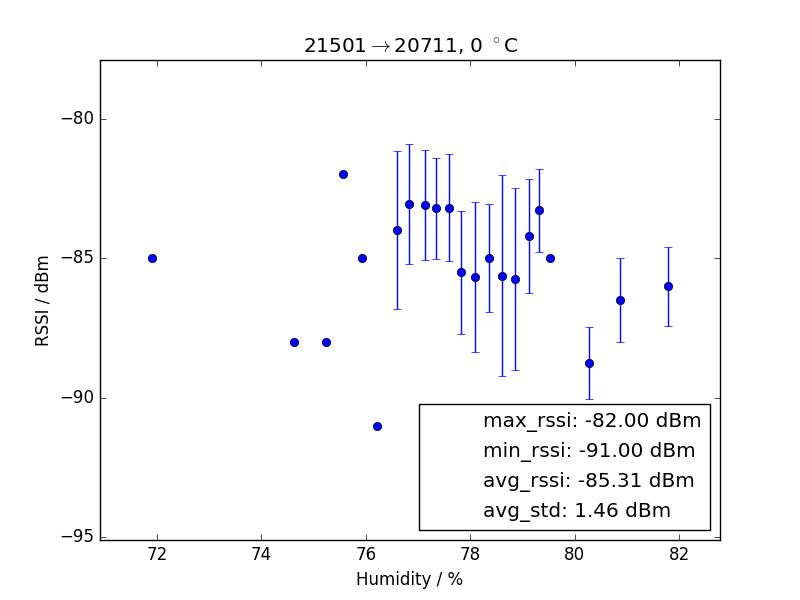 21501→20711, 0 °C
−80
−85
−90
−95
RSSI / dBm
max_rssi: -82.00 dBm
min_rssi: -91.00 dBm
avg_rssi: -85.31 dBm
avg_std: 1.46 dBm
72 74 76 78 80 82
Humidity / %